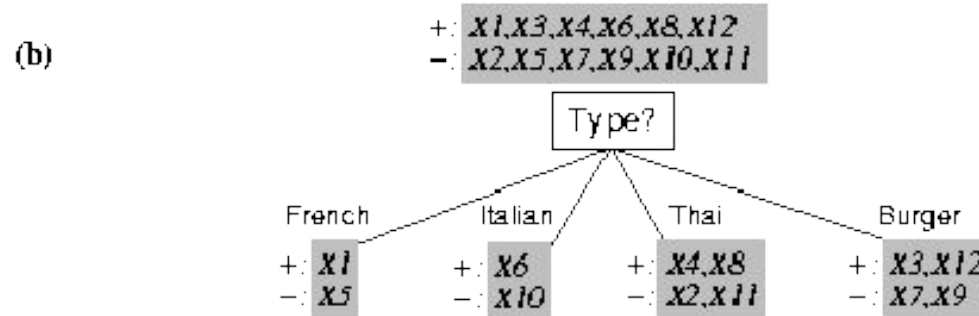 (b)
+: X1,X3,X4,X6,X8,X12
−: X2,X5,X7,X9,X10,X11
Type?
French Italian Thai Burger
+: X1 +: X6 +: X4,X8 +: X3,X12
−: X5 −: X10 −: X2,X11 −: X7,X9